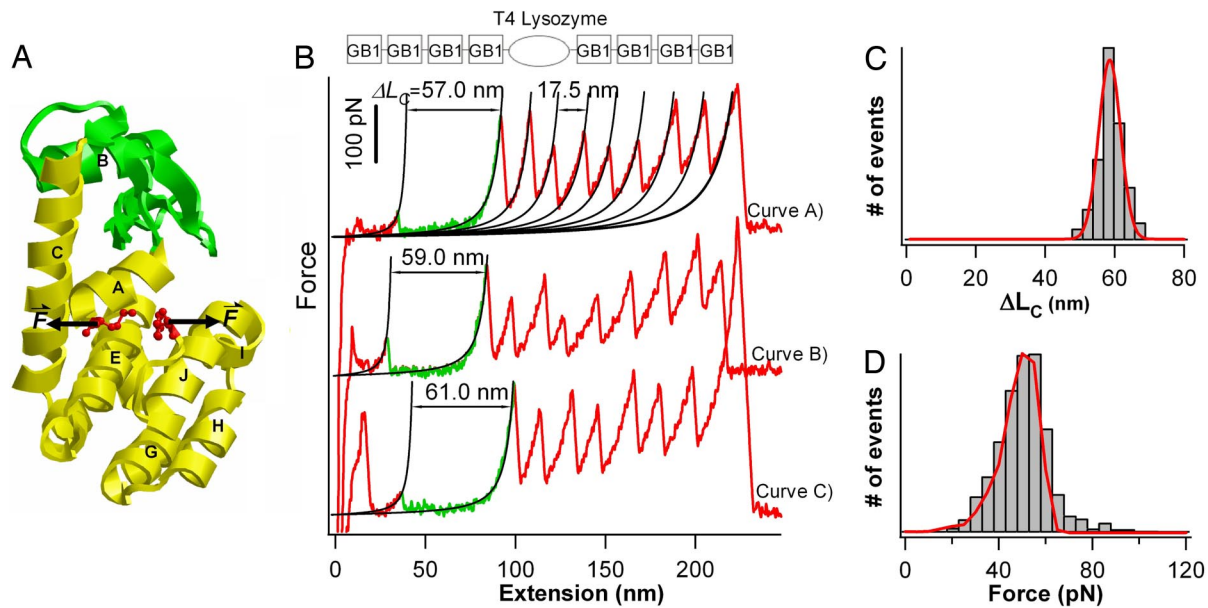 T4 Lysozyme
GB1 GB1 GB1 GB1 GB1 GB1 GB1 GB1
A
B
C
A
F
F
E
I
J
H
G
B
Force
100 pN
ΔL_C=57.0 nm
17.5 nm
Curve A)
59.0 nm
Curve B)
61.0 nm
Curve C)
0 50 100 150 200
Extension (nm)
C
# of events
0 20 40 60 80
ΔL_C (nm)
D
# of events
0 40 80 120
Force (pN)